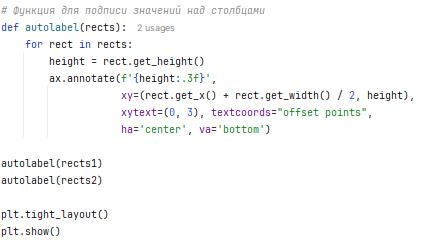 # Функция для подписи значений над столбцами
def autolabel(rects): 2 usages
    for rect in rects:
        height = rect.get_height()
        ax.annotate(f'{height:.3f}',
                    xy=(rect.get_x() + rect.get_width() / 2, height),
                    xytext=(0, 3), textcoords="offset points",
                    ha='center', va='bottom')
autolabel(rects1)
autolabel(rects2)
plt.tight_layout()
plt.show()